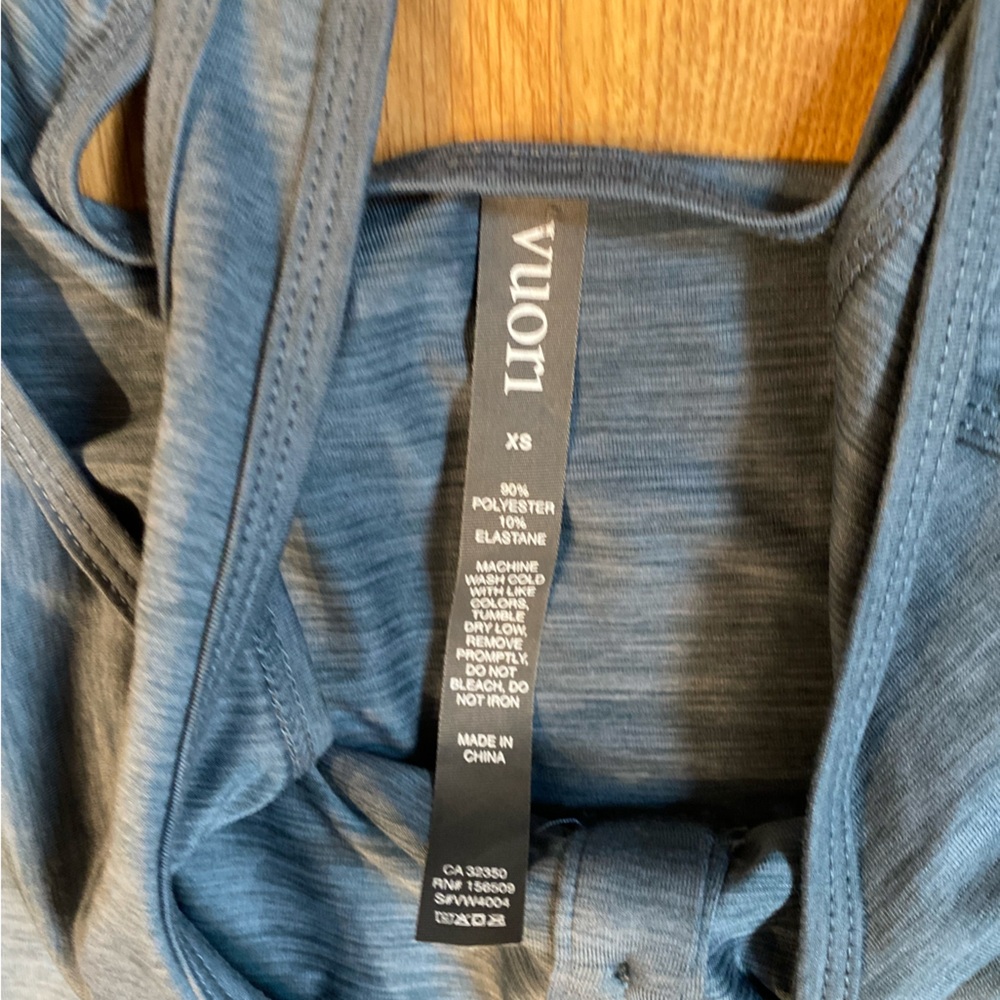 vuori
XS
90%
POLYESTER
10%
ELASTANE
MACHINE
WASH COLD
WITH LIKE
COLORS,
TUMBLE
DRY LOW,
REMOVE
PROMPTLY,
DO NOT
BLEACH, DO
NOT IRON
MADE IN
CHINA
CA 32350
RN# 156509
S#VW4004